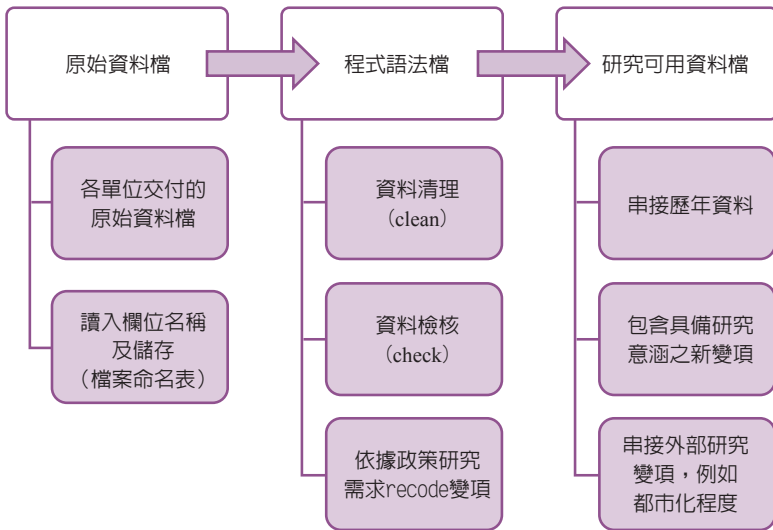 原始資料檔
程式語法檔
研究可用資料檔
各單位交付的
原始資料檔
讀入欄位名稱
及儲存
（檔案命名表）
資料清理
（clean）
資料檢核
（check）
依據政策研究
需求recode變項
串接歷年資料
包含具備研究
意涵之新變項
串接外部研究
變項，例如
都市化程度